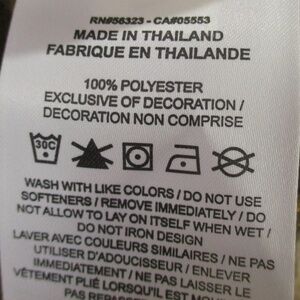 RN#56323 - CA#05553
MADE IN THAILAND
FABRIQUE EN THAILANDE
100% POLYESTER
EXCLUSIVE OF DECORATION /
DECORATION NON COMPRISE
30C
WASH WITH LIKE COLORS / DO NOT USE
SOFTENERS / REMOVE IMMEDIATELY / DO
NOT ALLOW TO LAY ON ITSELF WHEN WET /
DO NOT IRON DESIGN
LAVER AVEC COULEURS SIMILAIRES / NE PAS
UTILISER D'ADOUCISSEUR / ENLEVER
IMMEDIATEMENT / NE PAS LAISSER LE
VÊTEMENT PLIÉ LORSQU'IL EST
PAS REPASSER